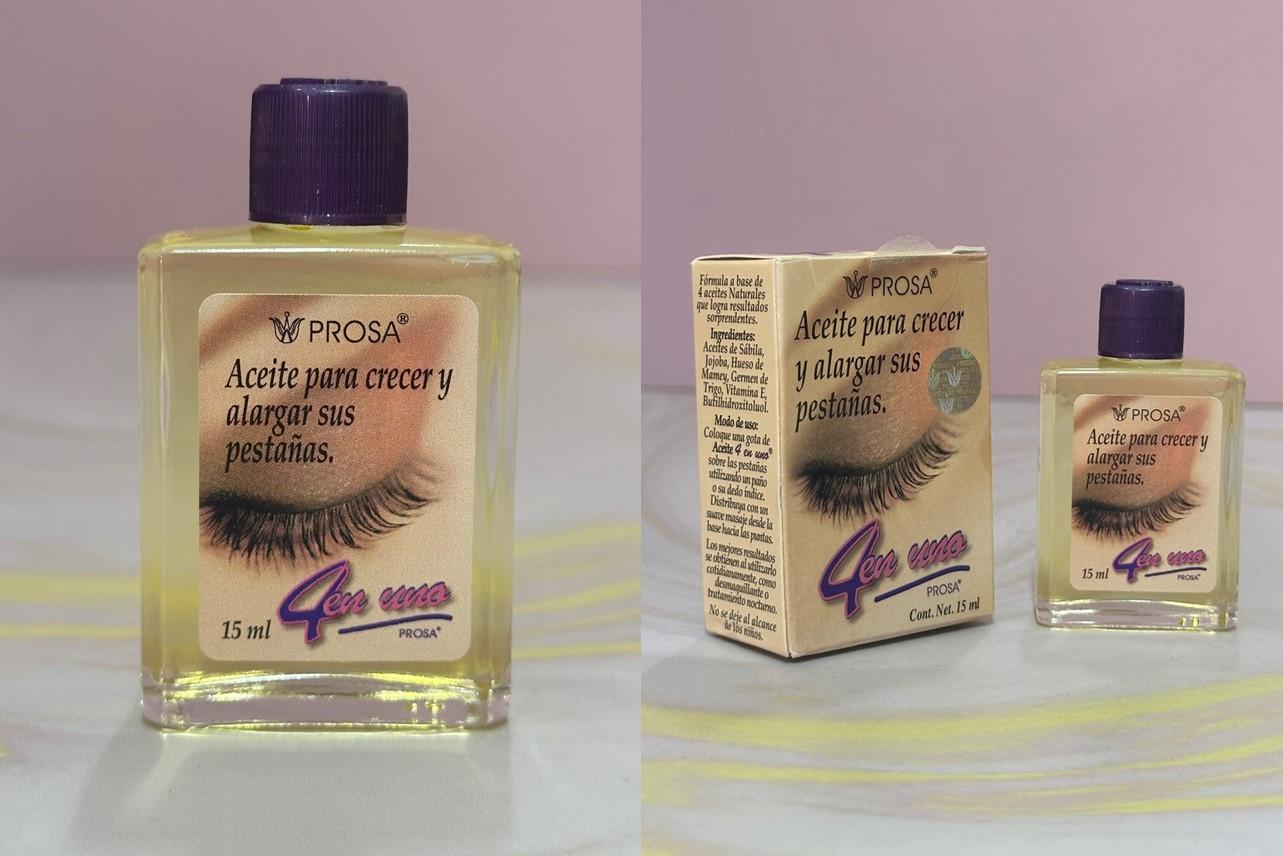 PROSA®
Aceite para crecer y
alargar sus
pestañas.
4 en uno
15 ml
PROSA®
Fórmula a base de
4 aceites Naturales
que logra resultados
sorprendentes.
Ingredientes:
Aceites de Sábila,
Jojoba, Hueso de
Mamey, Germen de
Trigo, Vitamina E,
Butilhidroxitoluol.
Modo de uso:
Coloque una gota de
Aceite 4 en uno®
sobre las pestañas
utilizando un paño
o su dedo índice.
Distribuya con un
suave masaje desde la
base hacia las puntas.
Los mejores resultados
se obtienen al utilizarlo
cotidianamente, como
desmaquillante o
tratamiento nocturno.
No se deje al alcance
de los niños.
PROSA®
Aceite para crecer
y alargar sus
pestañas.
4 en uno
PROSA®
Cont. Net. 15 ml
PROSA®
Aceite para crecer y
alargar sus
pestañas.
4 en uno
15 ml
PROSA®